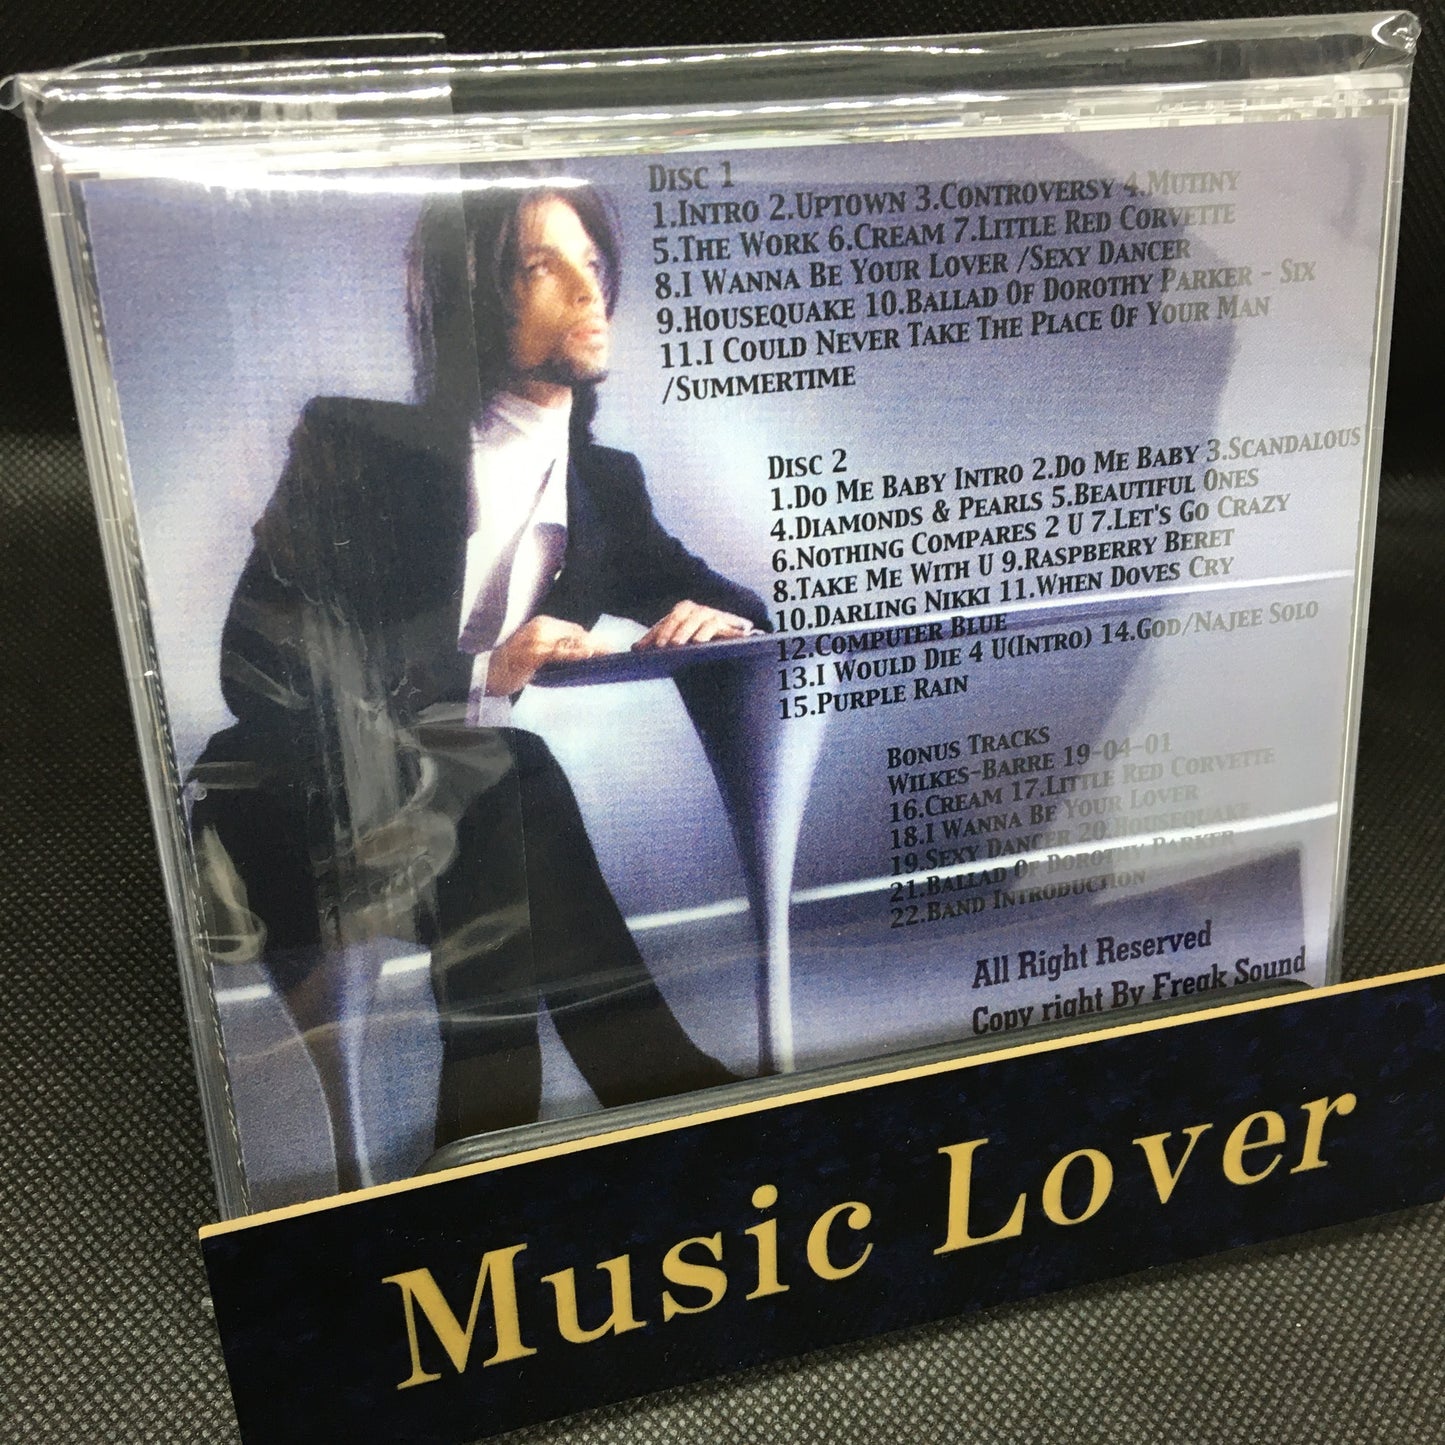 Disc 1
1.Intro 2.Uptown 3.Controversy 4.Mutiny
5.The Work 6.Cream 7.Little Red Corvette
8.I Wanna Be Your Lover /Sexy Dancer
9.Housequake 10.Ballad Of Dorothy Parker - Six
11.I Could Never Take The Place Of Your Man
/Summertime
Disc 2
1.Do Me Baby Intro 2.Do Me Baby 3.Scandalous
4.Diamonds & Pearls 5.Beautiful Ones
6.Nothing Compares 2 U 7.Let's Go Crazy
8.Take Me With U 9.Raspberry Beret
10.Darling Nikki 11.When Doves Cry
12.Computer Blue
13.I Would Die 4 U(Intro) 14.God/Najee Solo
15.Purple Rain
Bonus Tracks
Wilkes-Barre 19-04-01
16.Cream 17.Little Red Corvette
18.I Wanna Be Your Lover
19.Sexy Dancer 20.Housequake
21.Ballad Of Dorothy Parker
22.Band Introduction
All Right Reserved
Copy right By Freak Sound
Music Lover